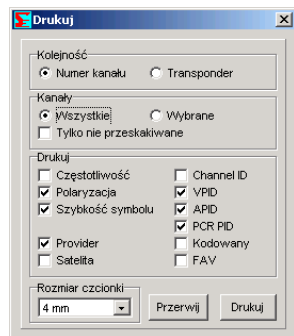 Drukuj
Kolejność
Numer kanału Transponder
Kanały
Wszystkie Wybrane
Tylko nie przeskakiwane
Drukuj
Częstotliwość Channel ID
Polaryzacja VPID
Szybkość symbolu APID
PCR PID
Provider Kodowany
Satelita FAV
Rozmiar czcionki
4 mm Przerwij Drukuj